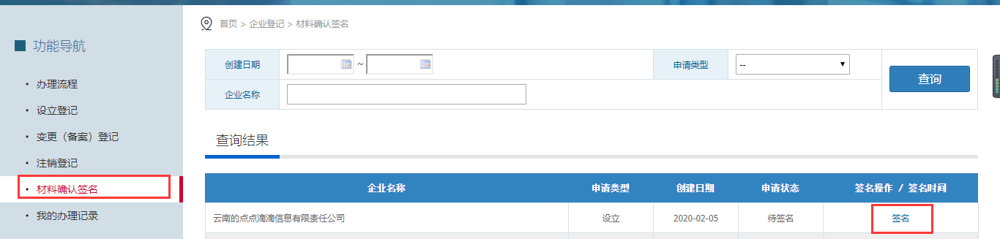 首页 > 企业登记 > 材料确认签名
功能导航
• 办理流程
• 设立登记
• 变更（备案）登记
• 注销登记
• 材料确认签名
• 我的办理记录
创建日期 ~ 申请类型 --
查询
企业名称
查询结果
企业名称 申请类型 创建日期 申请状态 签名操作 / 签名时间
云南的点点滴滴信息有限责任公司 设立 2020-02-05 待签名 签名